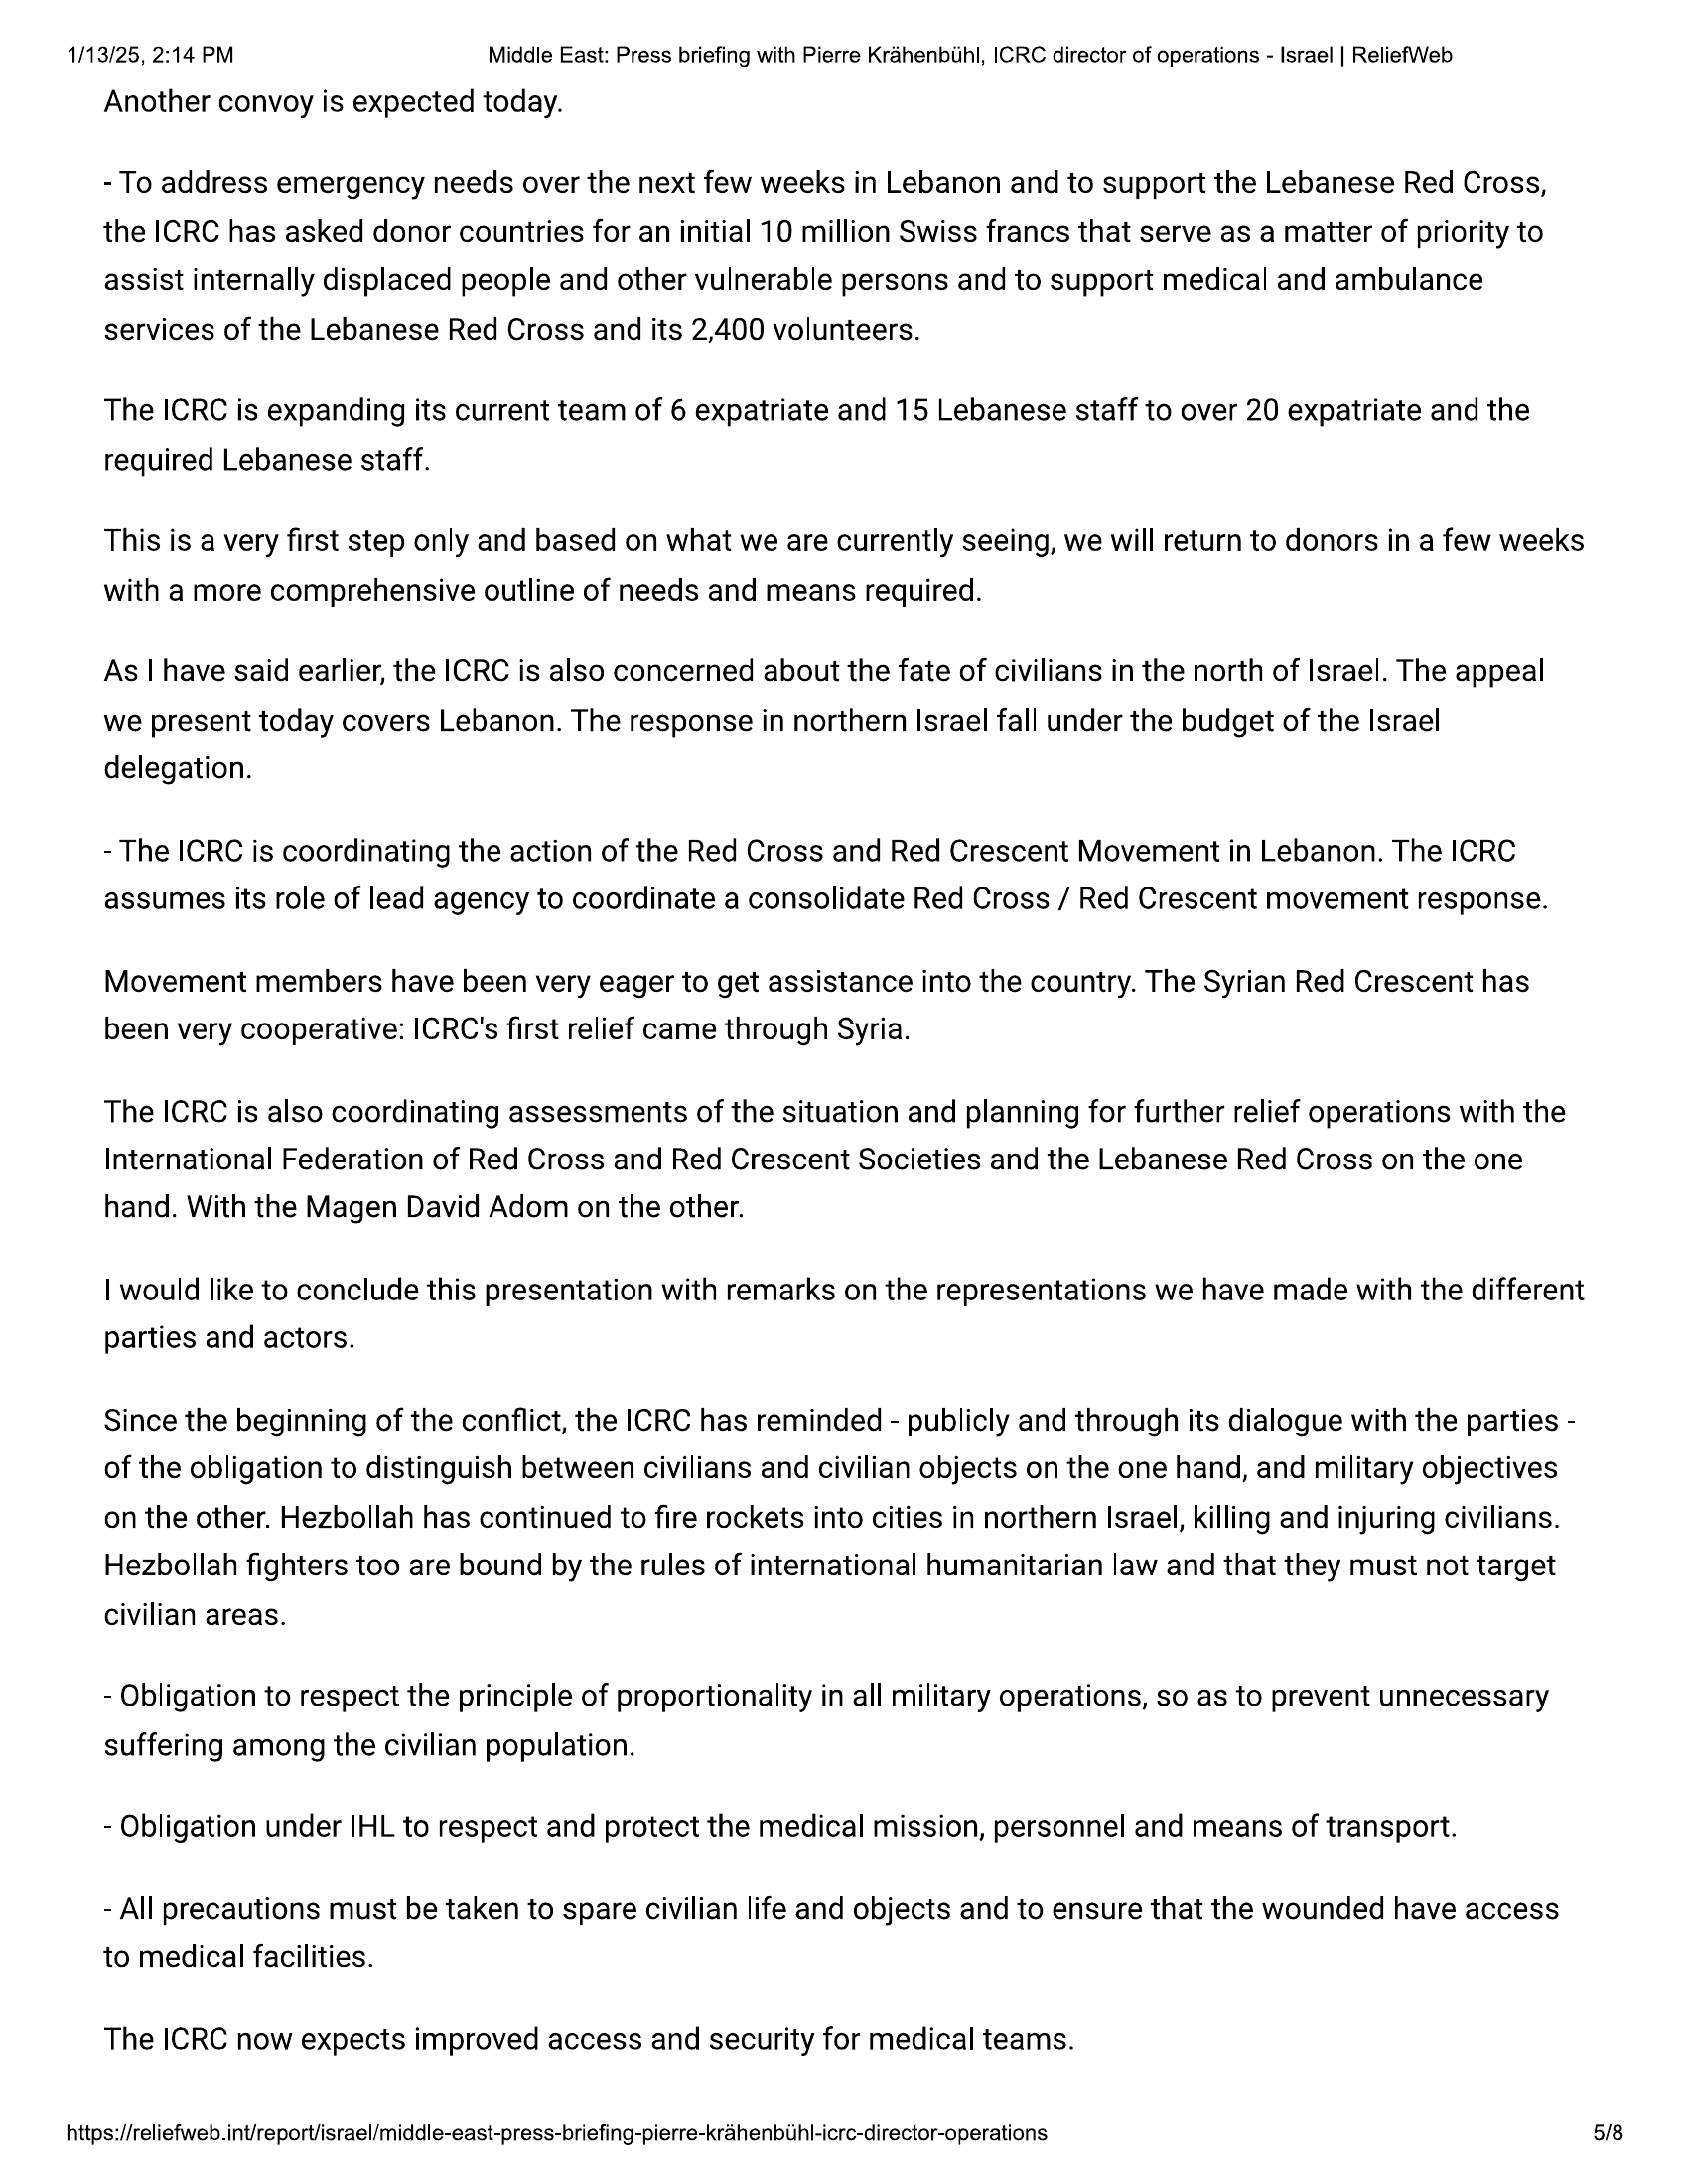 1/13/25, 2:14 PM Middle East: Press briefing with Pierre Krähenbühl, ICRC director of operations - Israel | ReliefWeb
Another convoy is expected today.
- To address emergency needs over the next few weeks in Lebanon and to support the Lebanese Red Cross,
the ICRC has asked donor countries for an initial 10 million Swiss francs that serve as a matter of priority to
assist internally displaced people and other vulnerable persons and to support medical and ambulance
services of the Lebanese Red Cross and its 2,400 volunteers.
The ICRC is expanding its current team of 6 expatriate and 15 Lebanese staff to over 20 expatriate and the
required Lebanese staff.
This is a very first step only and based on what we are currently seeing, we will return to donors in a few weeks
with a more comprehensive outline of needs and means required.
As I have said earlier, the ICRC is also concerned about the fate of civilians in the north of Israel. The appeal
we present today covers Lebanon. The response in northern Israel fall under the budget of the Israel
delegation.
- The ICRC is coordinating the action of the Red Cross and Red Crescent Movement in Lebanon. The ICRC
assumes its role of lead agency to coordinate a consolidate Red Cross / Red Crescent movement response.
Movement members have been very eager to get assistance into the country. The Syrian Red Crescent has
been very cooperative: ICRC's first relief came through Syria.
The ICRC is also coordinating assessments of the situation and planning for further relief operations with the
International Federation of Red Cross and Red Crescent Societies and the Lebanese Red Cross on the one
hand. With the Magen David Adom on the other.
I would like to conclude this presentation with remarks on the representations we have made with the different
parties and actors.
Since the beginning of the conflict, the ICRC has reminded - publicly and through its dialogue with the parties -
of the obligation to distinguish between civilians and civilian objects on the one hand, and military objectives
on the other. Hezbollah has continued to fire rockets into cities in northern Israel, killing and injuring civilians.
Hezbollah fighters too are bound by the rules of international humanitarian law and that they must not target
civilian areas.
- Obligation to respect the principle of proportionality in all military operations, so as to prevent unnecessary
suffering among the civilian population.
- Obligation under IHL to respect and protect the medical mission, personnel and means of transport.
- All precautions must be taken to spare civilian life and objects and to ensure that the wounded have access
to medical facilities.
The ICRC now expects improved access and security for medical teams.
https://reliefweb.int/report/israel/middle-east-press-briefing-pierre-krähenbühl-icrc-director-operations 5/8